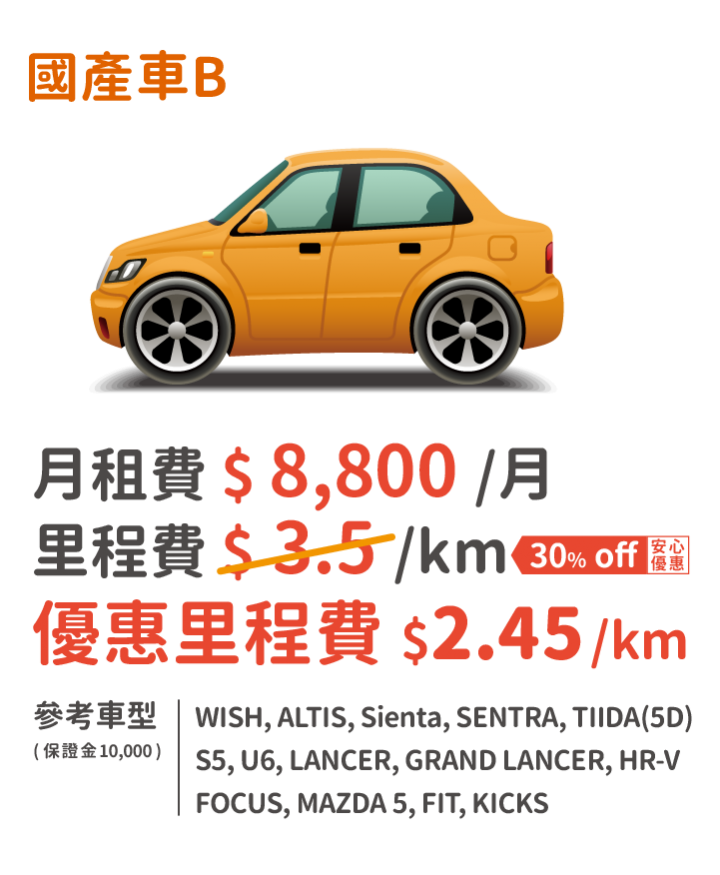 國產車B
月租費 $ 8,800 /月
里程費 $ 3.5 /km 30% off 安心優惠
優惠里程費 $2.45/km
參考車型
(保證金10,000)
WISH, ALTIS, Sienta, SENTRA, TIIDA(5D)
S5, U6, LANCER, GRAND LANCER, HR-V
FOCUS, MAZDA 5, FIT, KICKS